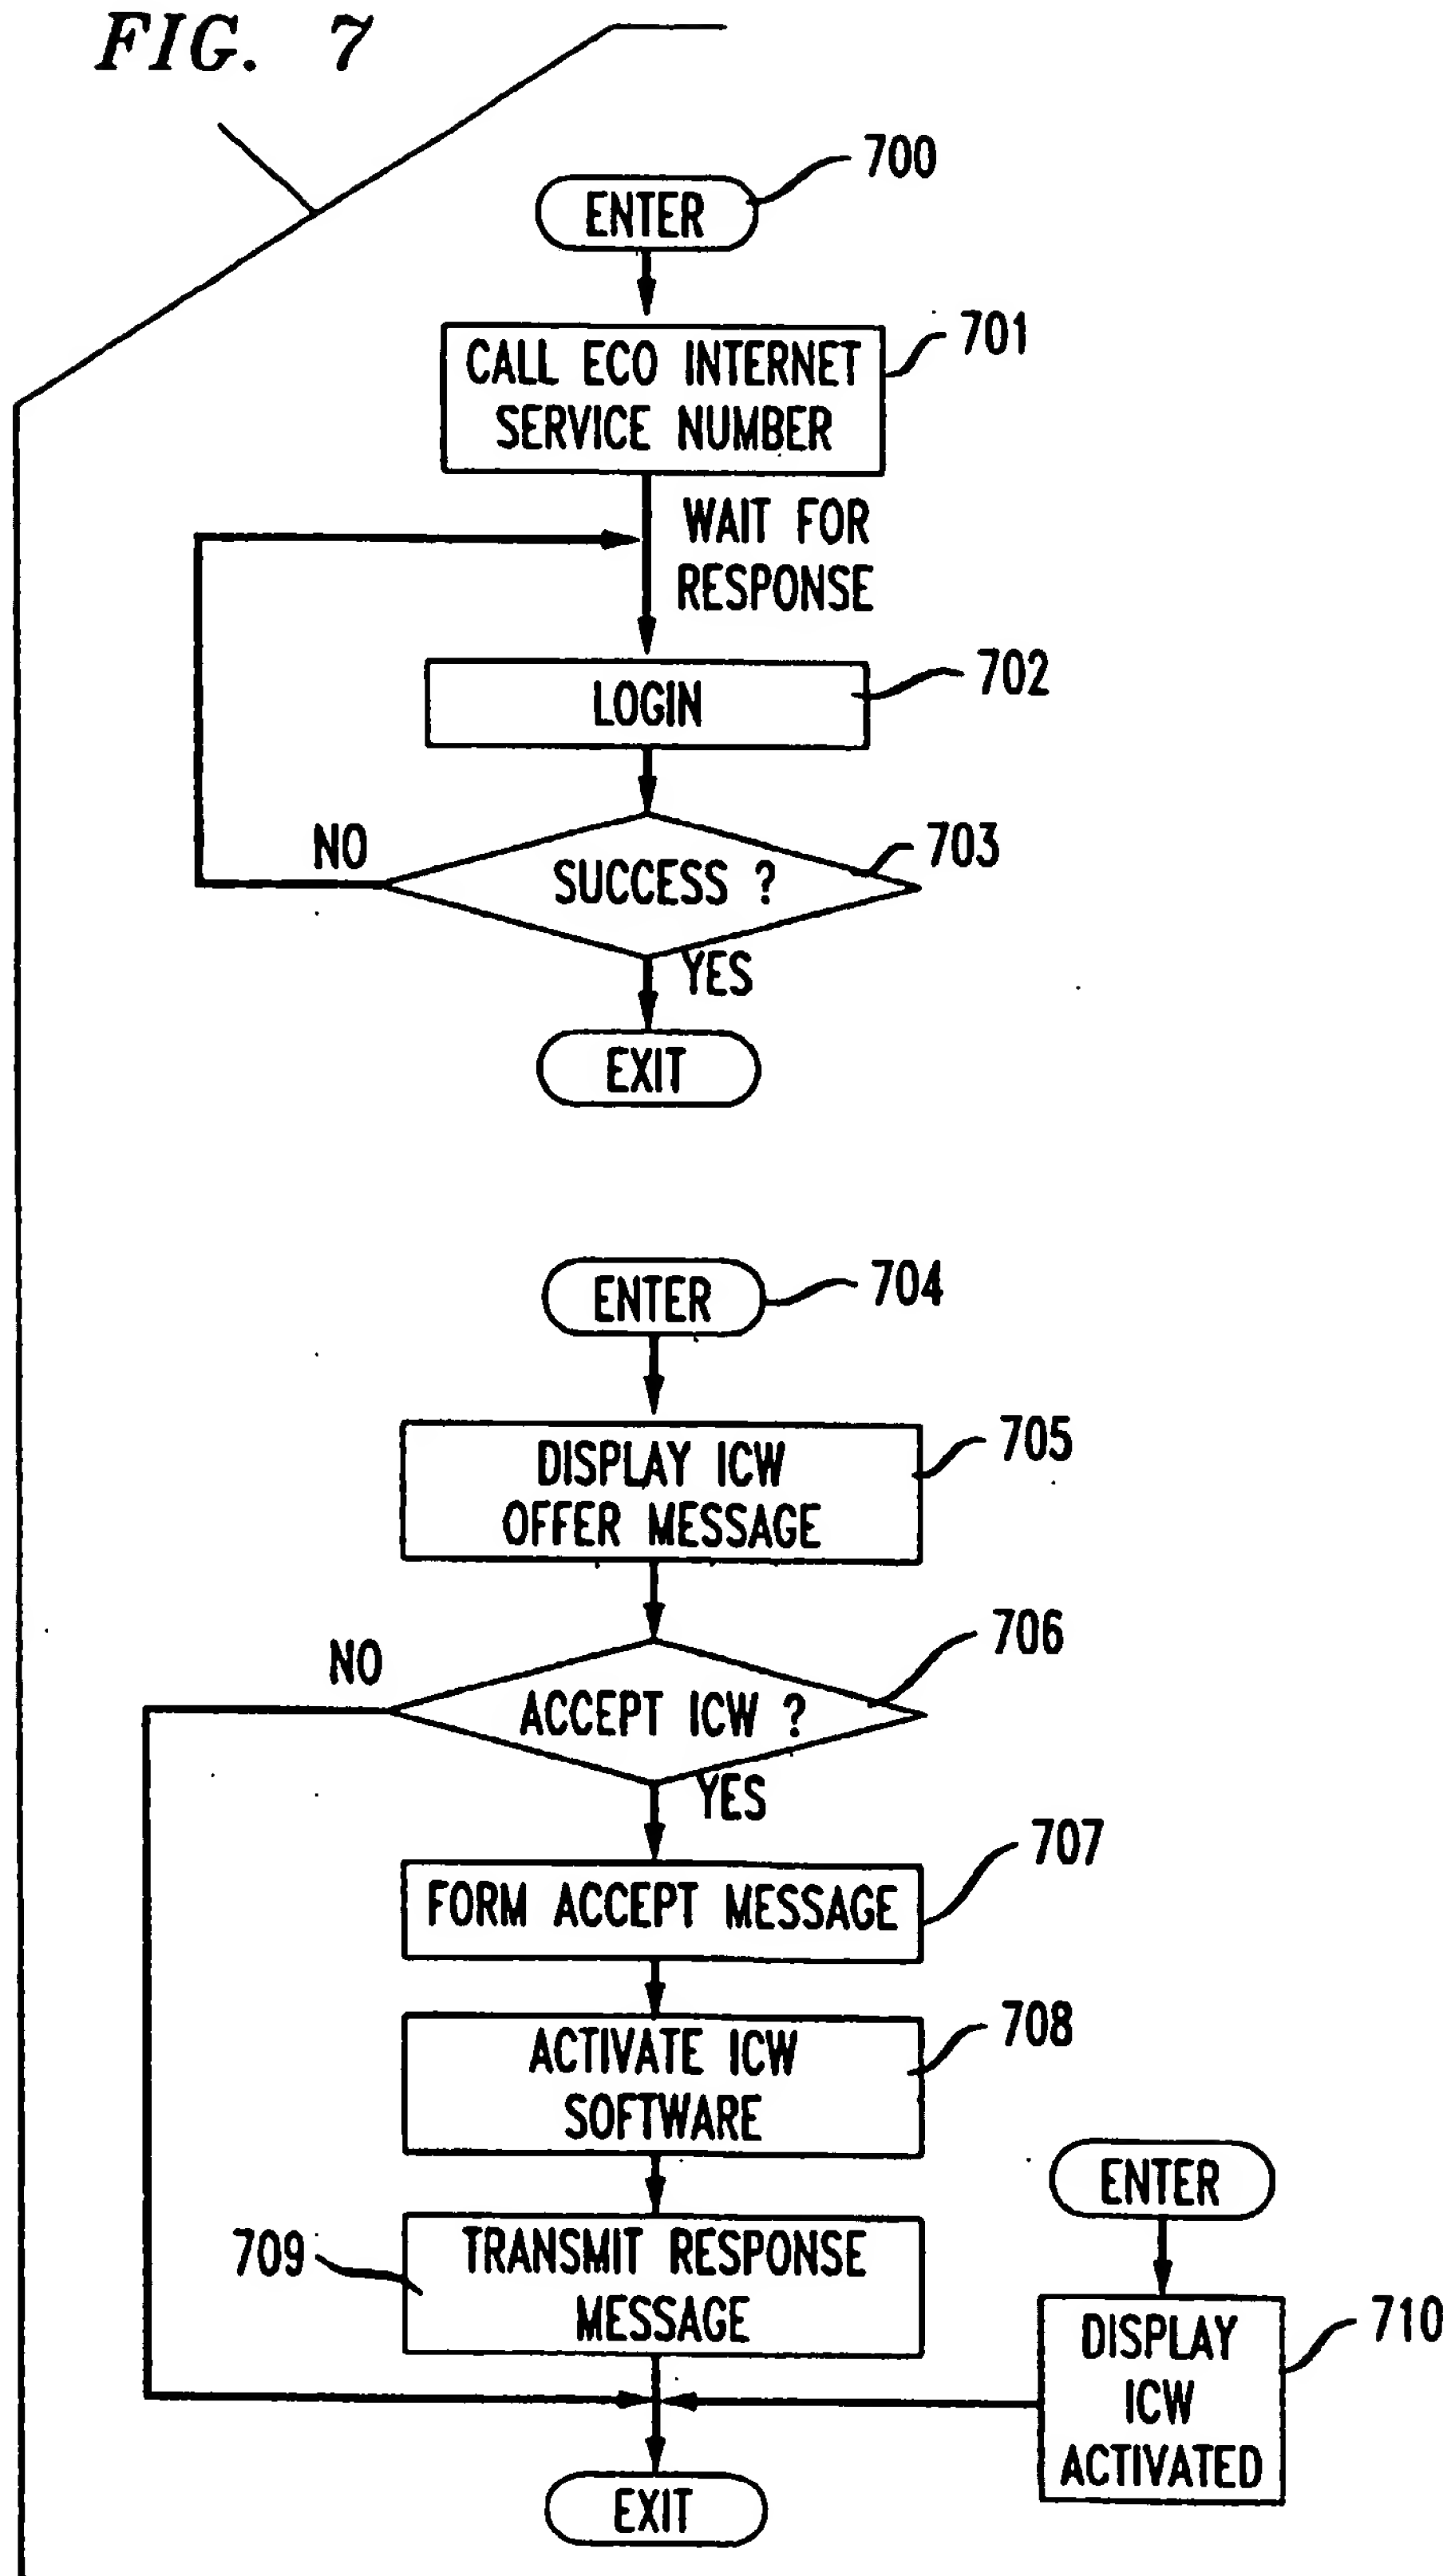 FIG. 7
700
ENTER
701
CALL ECO INTERNET
SERVICE NUMBER
WAIT FOR
RESPONSE
702
LOGIN
703
NO
SUCCESS ?
YES
EXIT
704
ENTER
705
DISPLAY ICW
OFFER MESSAGE
706
NO
ACCEPT ICW ?
YES
707
FORM ACCEPT MESSAGE
708
ACTIVATE ICW
SOFTWARE
ENTER
709
TRANSMIT RESPONSE
MESSAGE
710
DISPLAY
ICW
ACTIVATED
EXIT